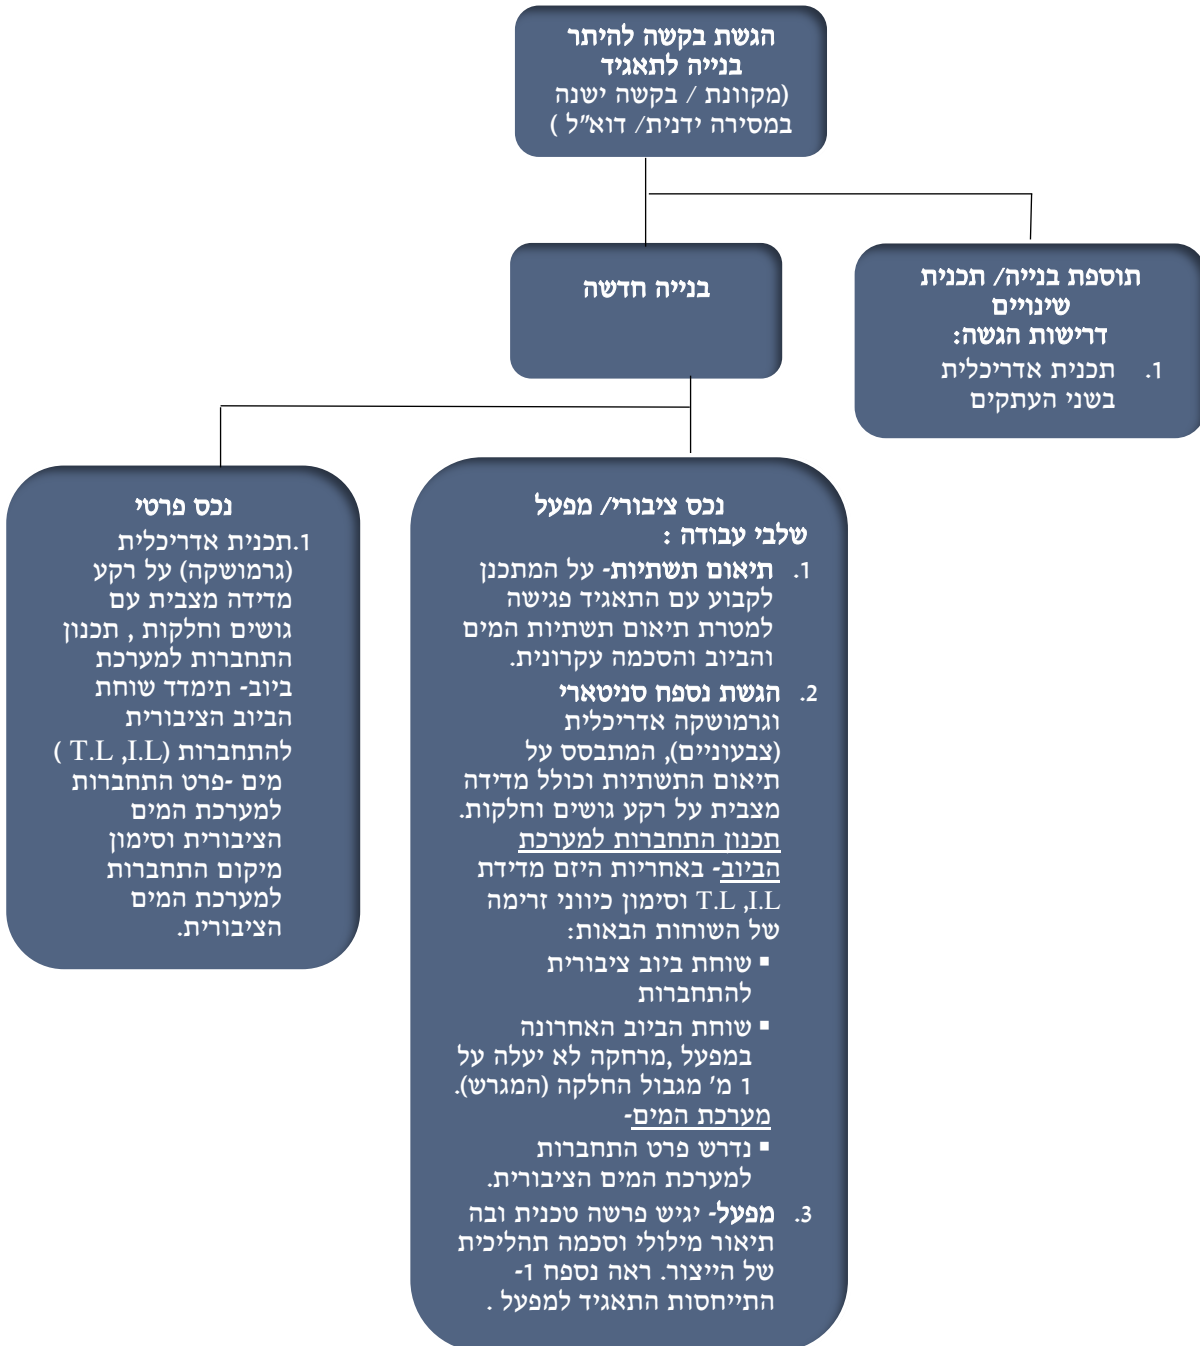 הגשת בקשה להיתר
בנייה לתאגיד
(מקוונת / בקשה ישנה
במסירה ידנית/ דוא"ל )
תוספת בנייה/ תכנית
שינויים
דרישות הגשה:
1. תכנית אדריכלית
בשני העתקים
בנייה חדשה
נכס ציבורי/ מפעל
שלבי עבודה :
1. תיאום תשתיות- על המתכנן
לקבוע עם התאגיד פגישה
למטרת תיאום תשתיות המים
והביוב והסכמה עקרונית.
2. הגשת נספח סניטארי
וגרמושקה אדריכלית
(צבעוניים), המתבסס על
תיאום התשתיות וכולל מדידה
מצבית על רקע גושים וחלקות.
תכנון התחברות למערכת
הביוב- באחריות היזם מדידת
T.L ,I.L וסימון כיווני זרימה
של השוחות הבאות:
▪ שוחת ביוב ציבורית
להתחברות
▪ שוחת הביוב האחרונה
במפעל ,מרחקה לא יעלה על
1 מ' מגבול החלקה (המגרש).
מערכת המים-
▪ נדרש פרט התחברות
למערכת המים הציבורית.
3. מפעל- יגיש פרשה טכנית ובה
תיאור מילולי וסכמה תהליכית
של הייצור. ראה נספח 1-
התייחסות התאגיד למפעל .
נכס פרטי
1.תכנית אדריכלית
(גרמושקה) על רקע
מדידה מצבית עם
גושים וחלקות , תכנון
התחברות למערכת
ביוב- תימדד שוחת
הביוב הציבורית
להתחברות (T.L ,I.L )
מים -פרט התחברות
למערכת המים
הציבורית וסימון
מיקום התחברות
למערכת המים
הציבורית.